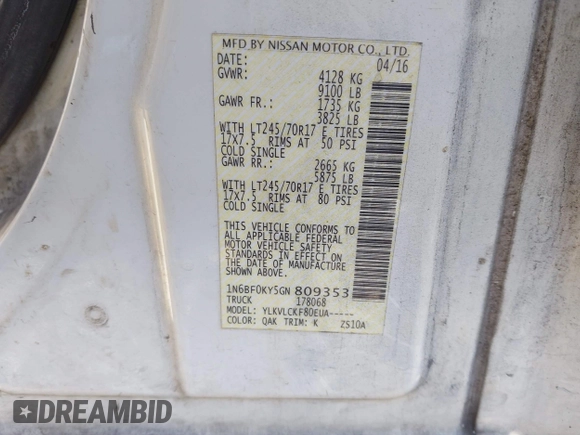 MFD BY NISSAN MOTOR CO., LTD.
DATE: 04/16
GVWR: 4128 KG
9100 LB
GAWR FR.: 1735 KG
3825 LB
WITH LT245/70R17 E TIRES
17X7.5 RIMS AT 50 PSI
COLD SINGLE
GAWR RR.: 2665 KG
5875 LB
WITH LT245/70R17 E TIRES
17X7.5 RIMS AT 80 PSI
COLD SINGLE
THIS VEHICLE CONFORMS TO
ALL APPLICABLE FEDERAL
MOTOR VEHICLE SAFETY
STANDARDS IN EFFECT ON
THE DATE OF MANUFACTURE
SHOWN ABOVE.
1N6BF0KY5GN 809353
TRUCK 178068
MODEL: YLKVLCKF80EUA-----
COLOR: QAK TRIM: K ZS10A
DREAMBID